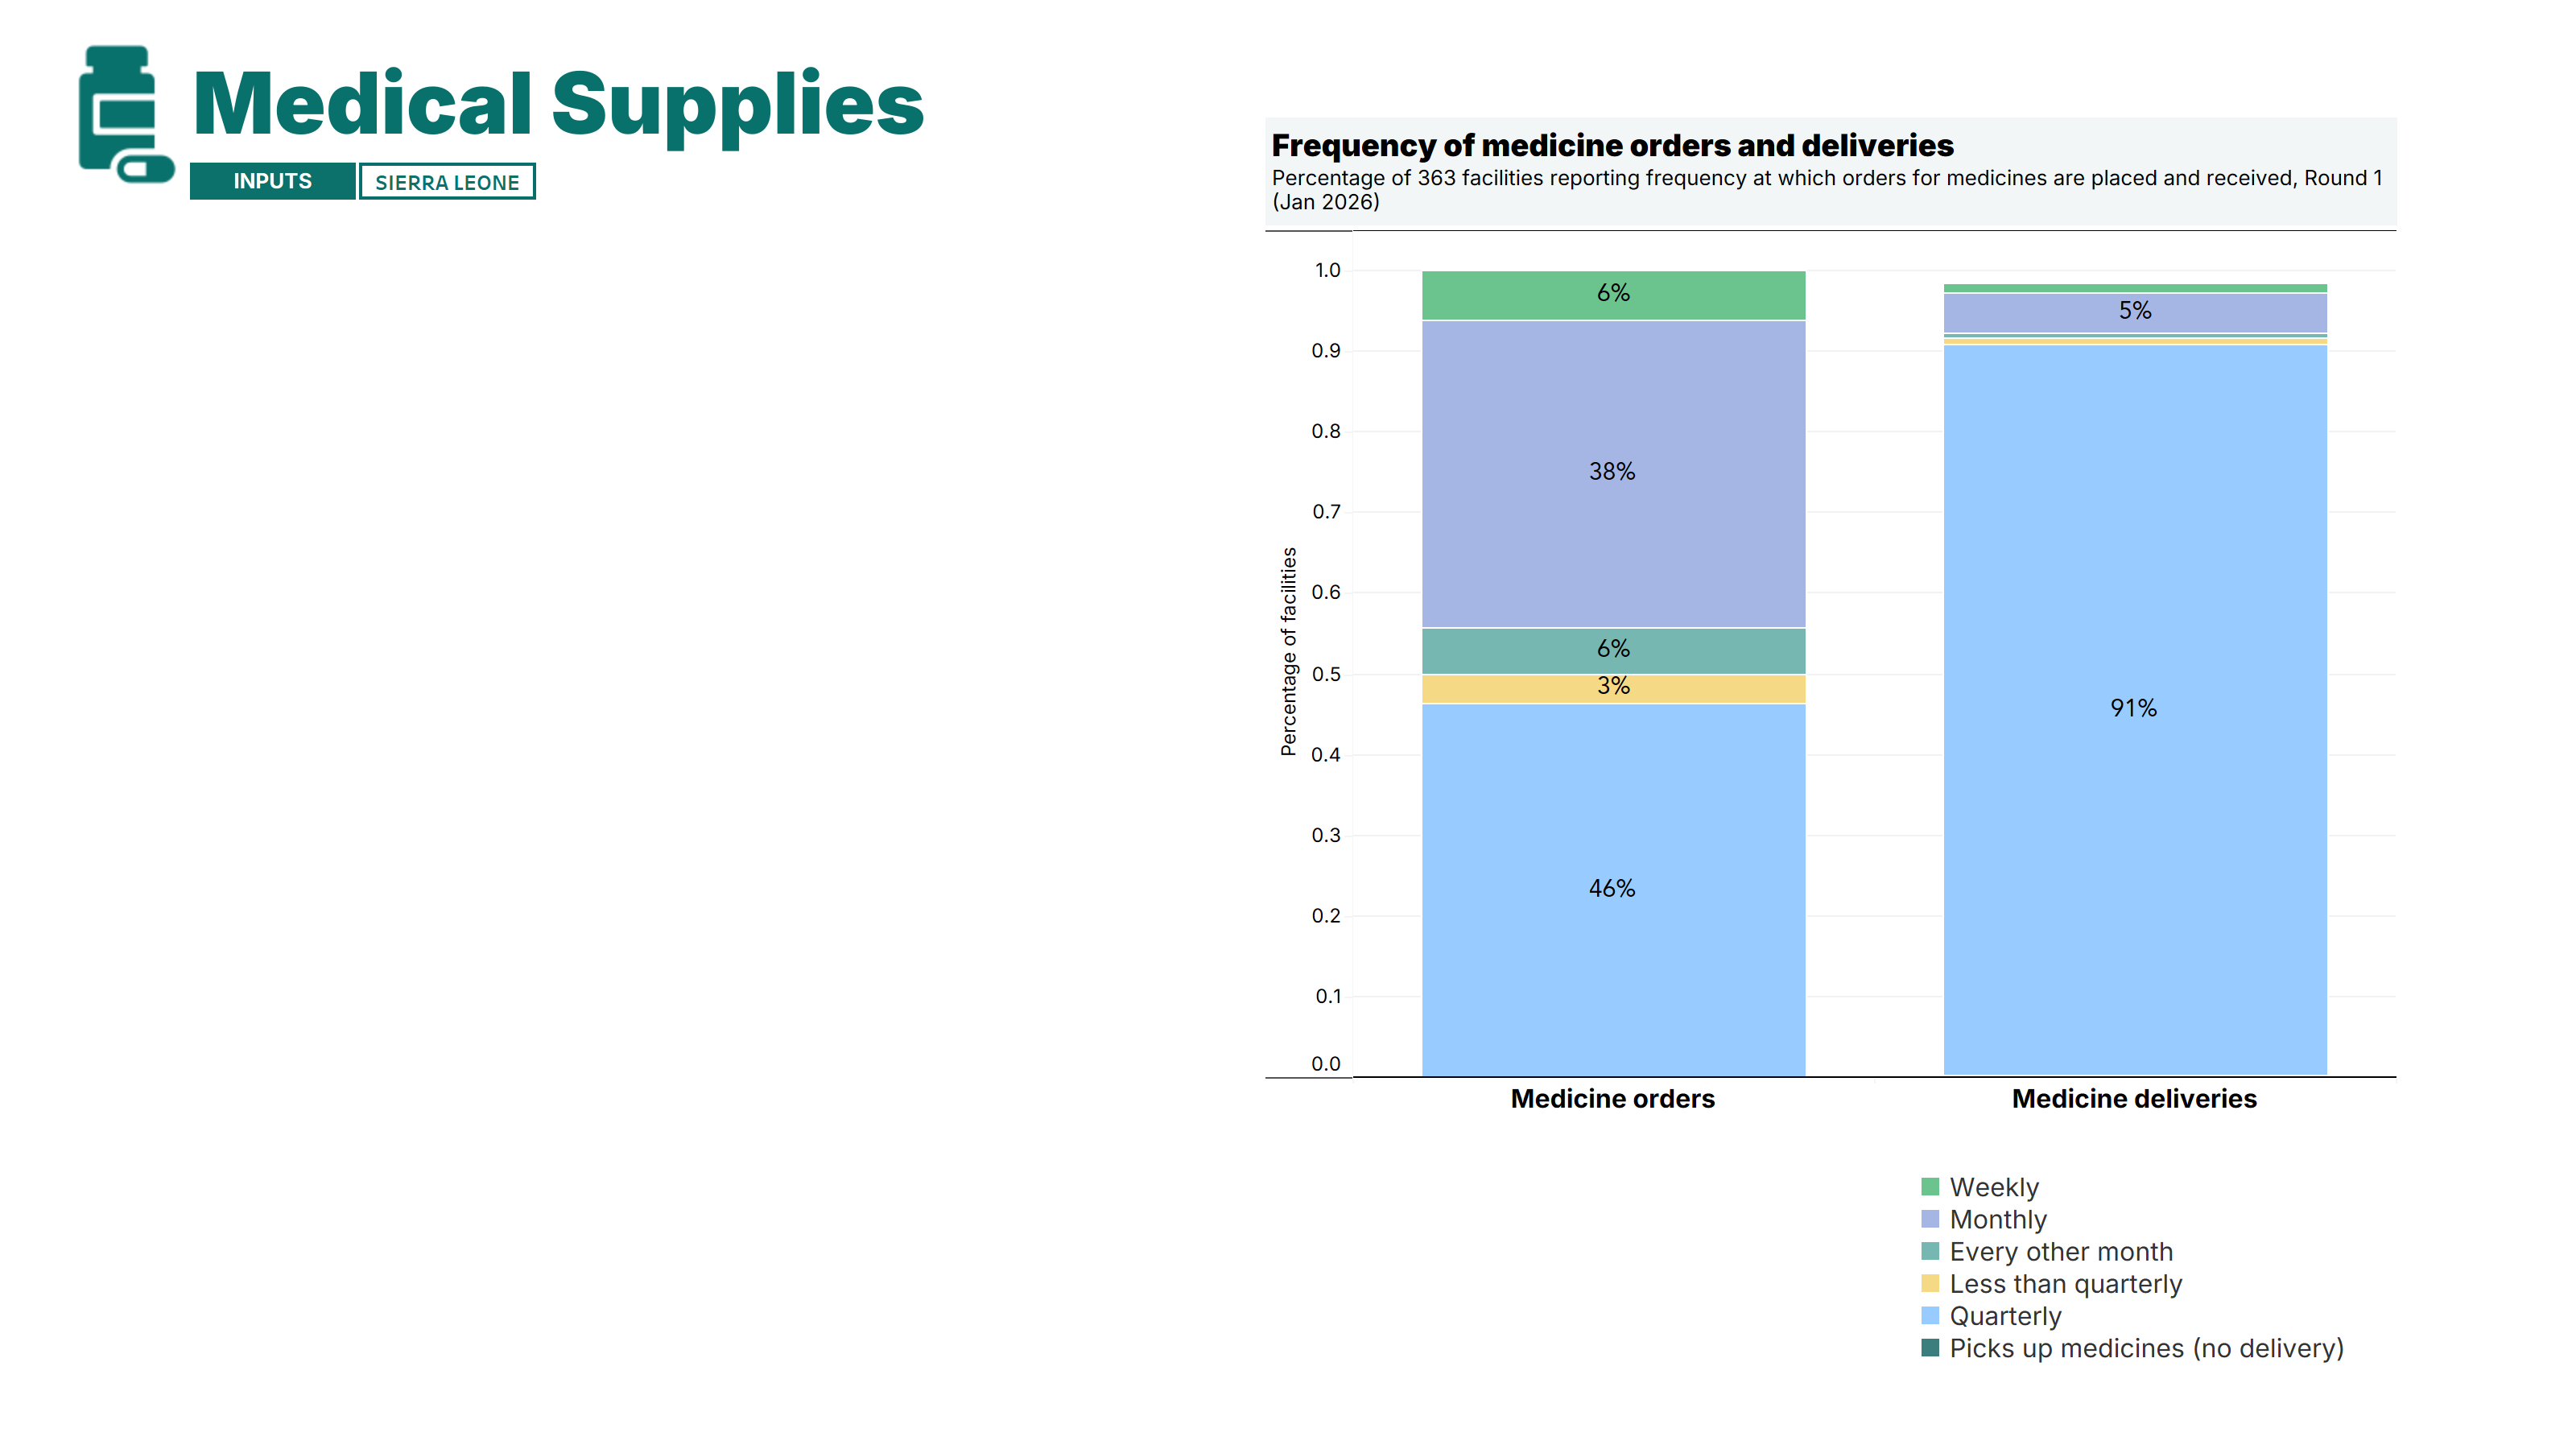 Medical Supplies
INPUTS
SIERRA LEONE
Frequency of medicine orders and deliveries
Percentage of 363 facilities reporting frequency at which orders for medicines are placed and received, Round 1
(Jan 2026)
Percentage of facilities
1.0
0.9
0.8
0.7
0.6
0.5
0.4
0.3
0.2
0.1
0.0
6%
38%
6%
3%
46%
5%
91%
Medicine orders
Medicine deliveries
Weekly
Monthly
Every other month
Less than quarterly
Quarterly
Picks up medicines (no delivery)